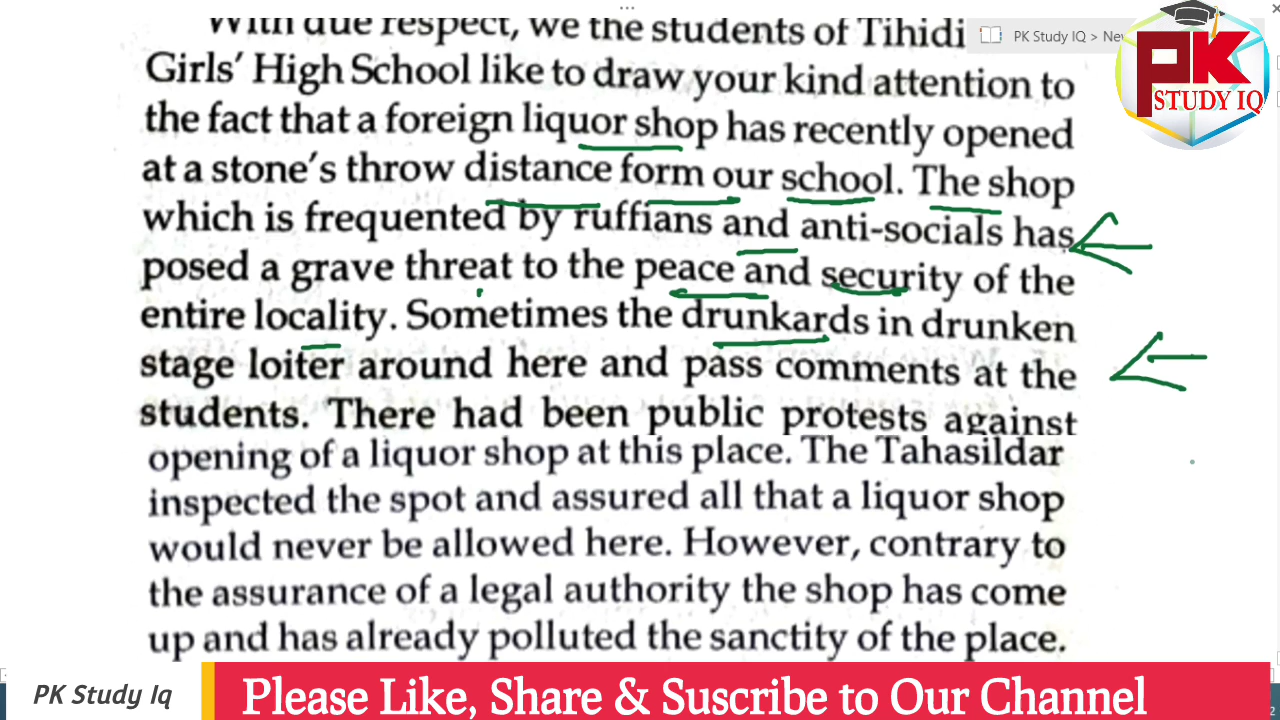 With due respect, we the students of Tihidi
PK Study IQ > New
Girls' High School like to draw your kind attention to
the fact that a foreign liquor shop has recently opened
at a stone's throw distance form our school. The shop
which is frequented by ruffians and anti-socials has
posed a grave threat to the peace and security of the
entire locality. Sometimes the drunkards in drunken
stage loiter around here and pass comments at the
students. There had been public protests against
opening of a liquor shop at this place. The Tahasildar
inspected the spot and assured all that a liquor shop
would never be allowed here. However, contrary to
the assurance of a legal authority the shop has come
up and has already polluted the sanctity of the place.
PK
STUDY IQ
PK Study Iq
Please Like, Share & Suscribe to Our Channel
2